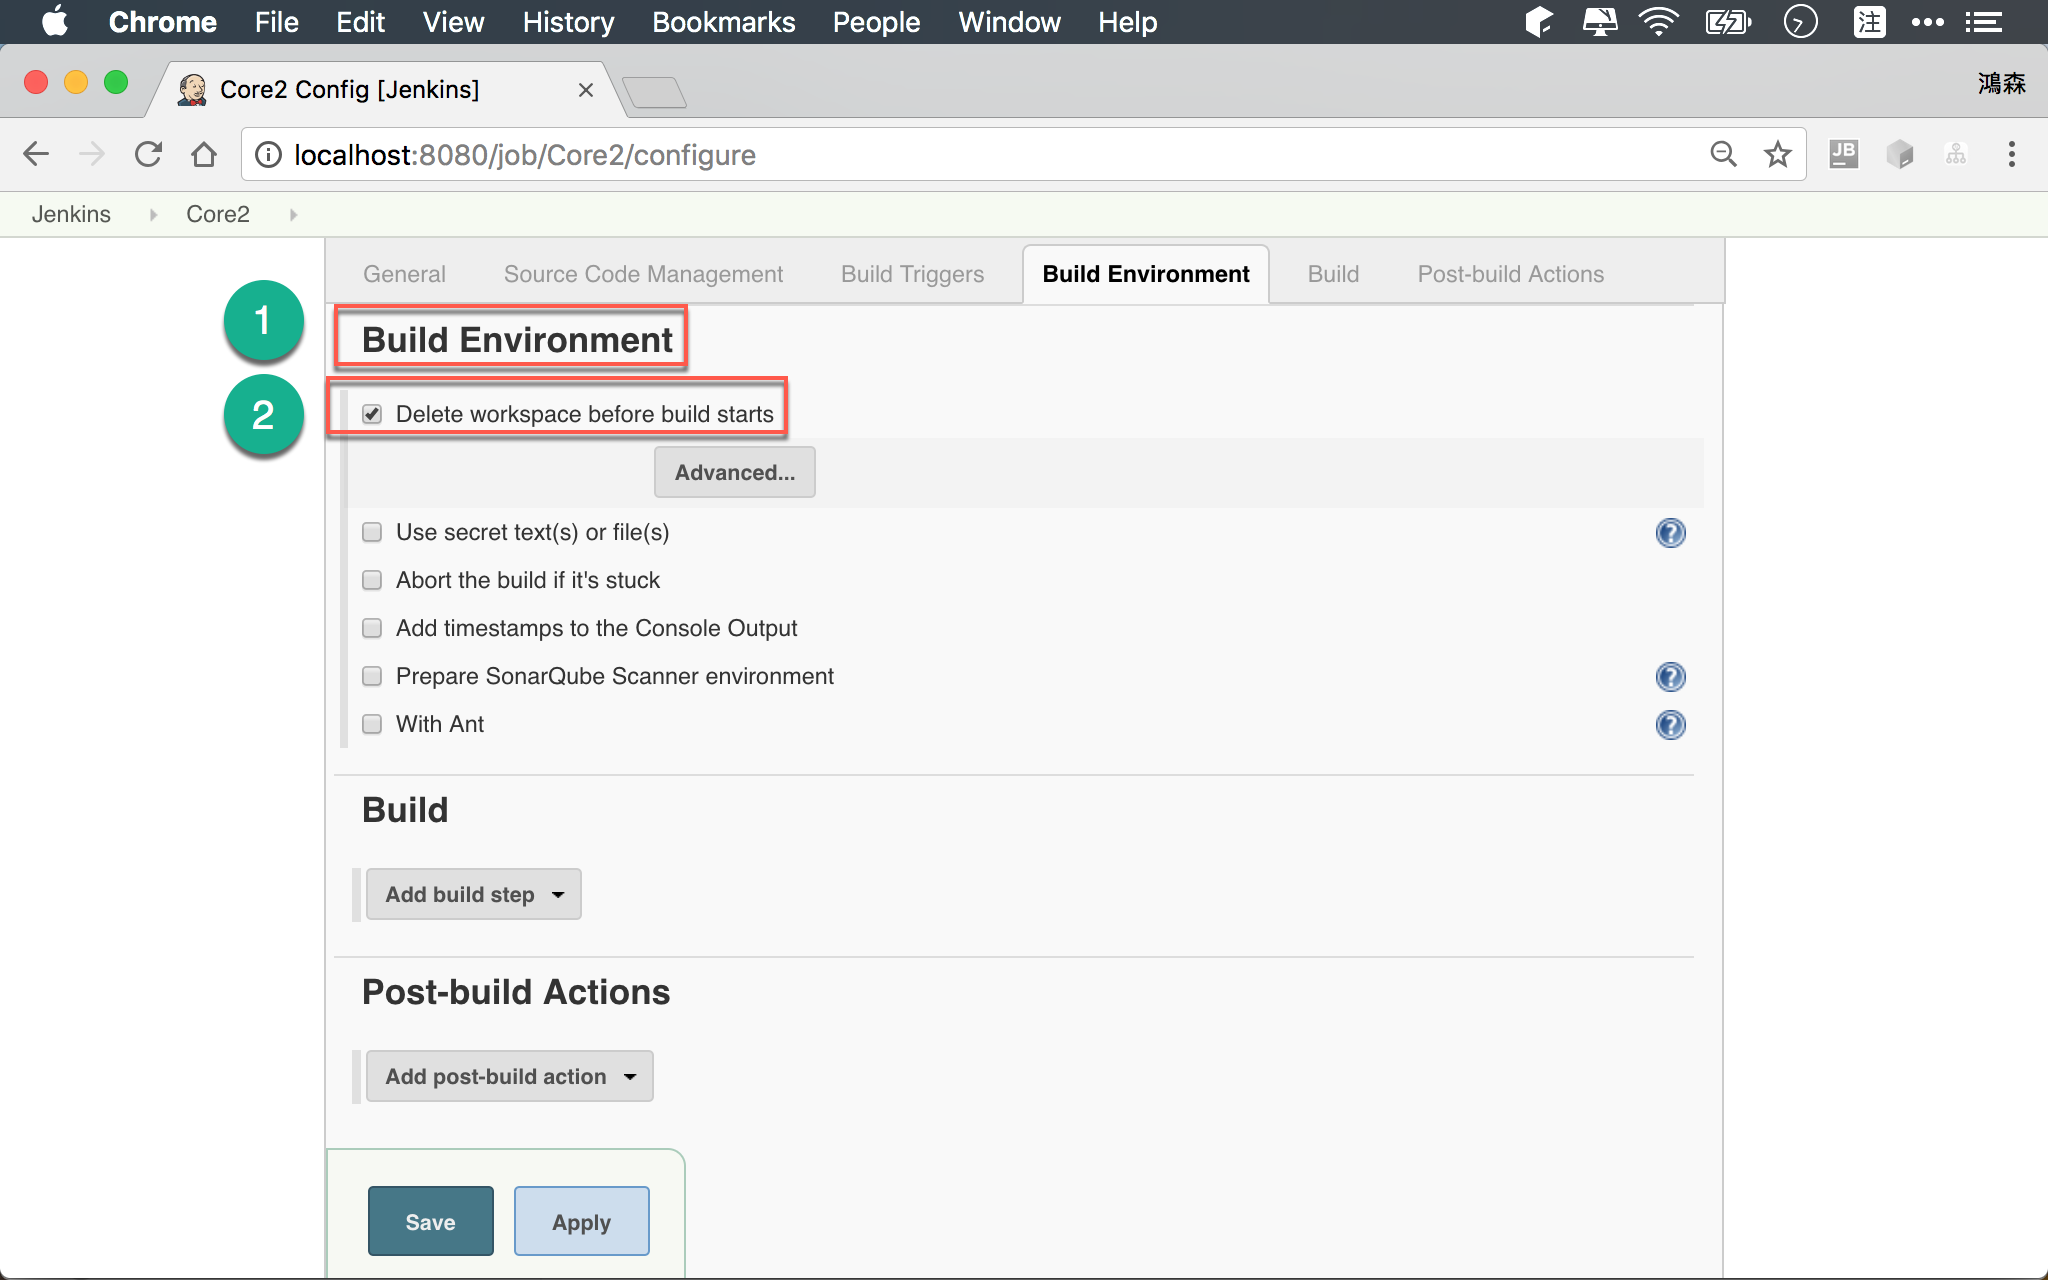 Chrome File Edit View History Bookmarks People Window Help 注
Core2 Config [Jenkins] 鴻森
localhost:8080/job/Core2/configure JB
Jenkins Core2
General Source Code Management Build Triggers Build Environment Build Post-build Actions
1 Build Environment
2 Delete workspace before build starts
Advanced...
Use secret text(s) or file(s) ?
Abort the build if it's stuck
Add timestamps to the Console Output
Prepare SonarQube Scanner environment ?
With Ant ?
Build
Add build step
Post-build Actions
Add post-build action
Save Apply